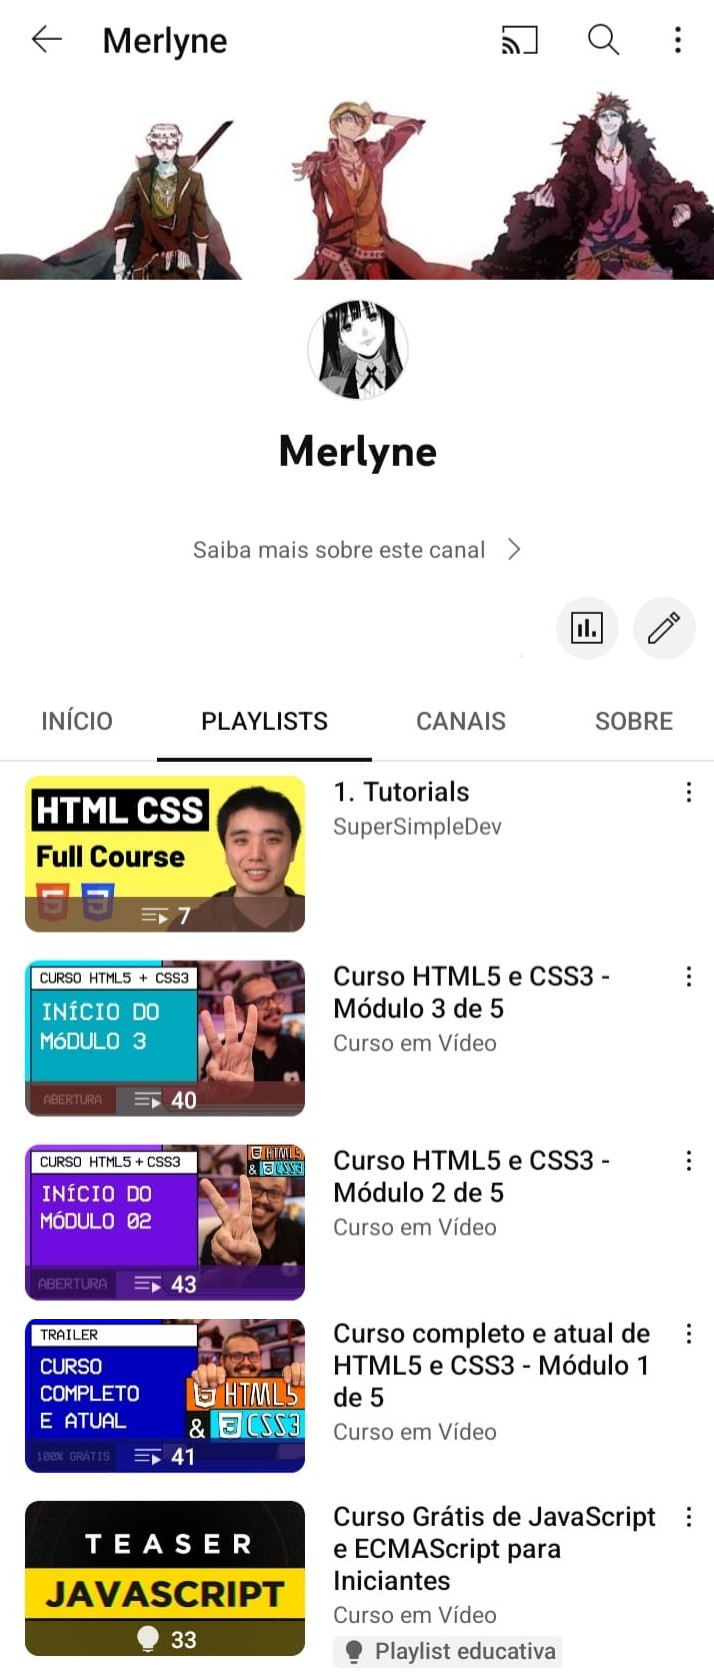 Merlyne
Merlyne
Saiba mais sobre este canal
INÍCIO PLAYLISTS CANAIS SOBRE
HTML CSS
Full Course
7
1. Tutorials
SuperSimpleDev
CURSO HTML5 + CSS3
INÍCIO DO
MÓDULO 3
ABERTURA
40
Curso HTML5 e CSS3 -
Módulo 3 de 5
Curso em Vídeo
CURSO HTML5+CSS3
INÍCIO DO
MÓDULO 02
HTML5
& CSS3
ABERTURA
43
Curso HTML5 e CSS3 -
Módulo 2 de 5
Curso em Vídeo
TRAILER
CURSO
COMPLETO
E ATUAL
HTML5
& CSS3
100% GRÁTIS
41
Curso completo e atual de
HTML5 e CSS3 - Módulo 1
de 5
Curso em Vídeo
TEASER
JAVASCRIPT
33
Curso Grátis de JavaScript
e ECMAScript para
Iniciantes
Curso em Vídeo
Playlist educativa